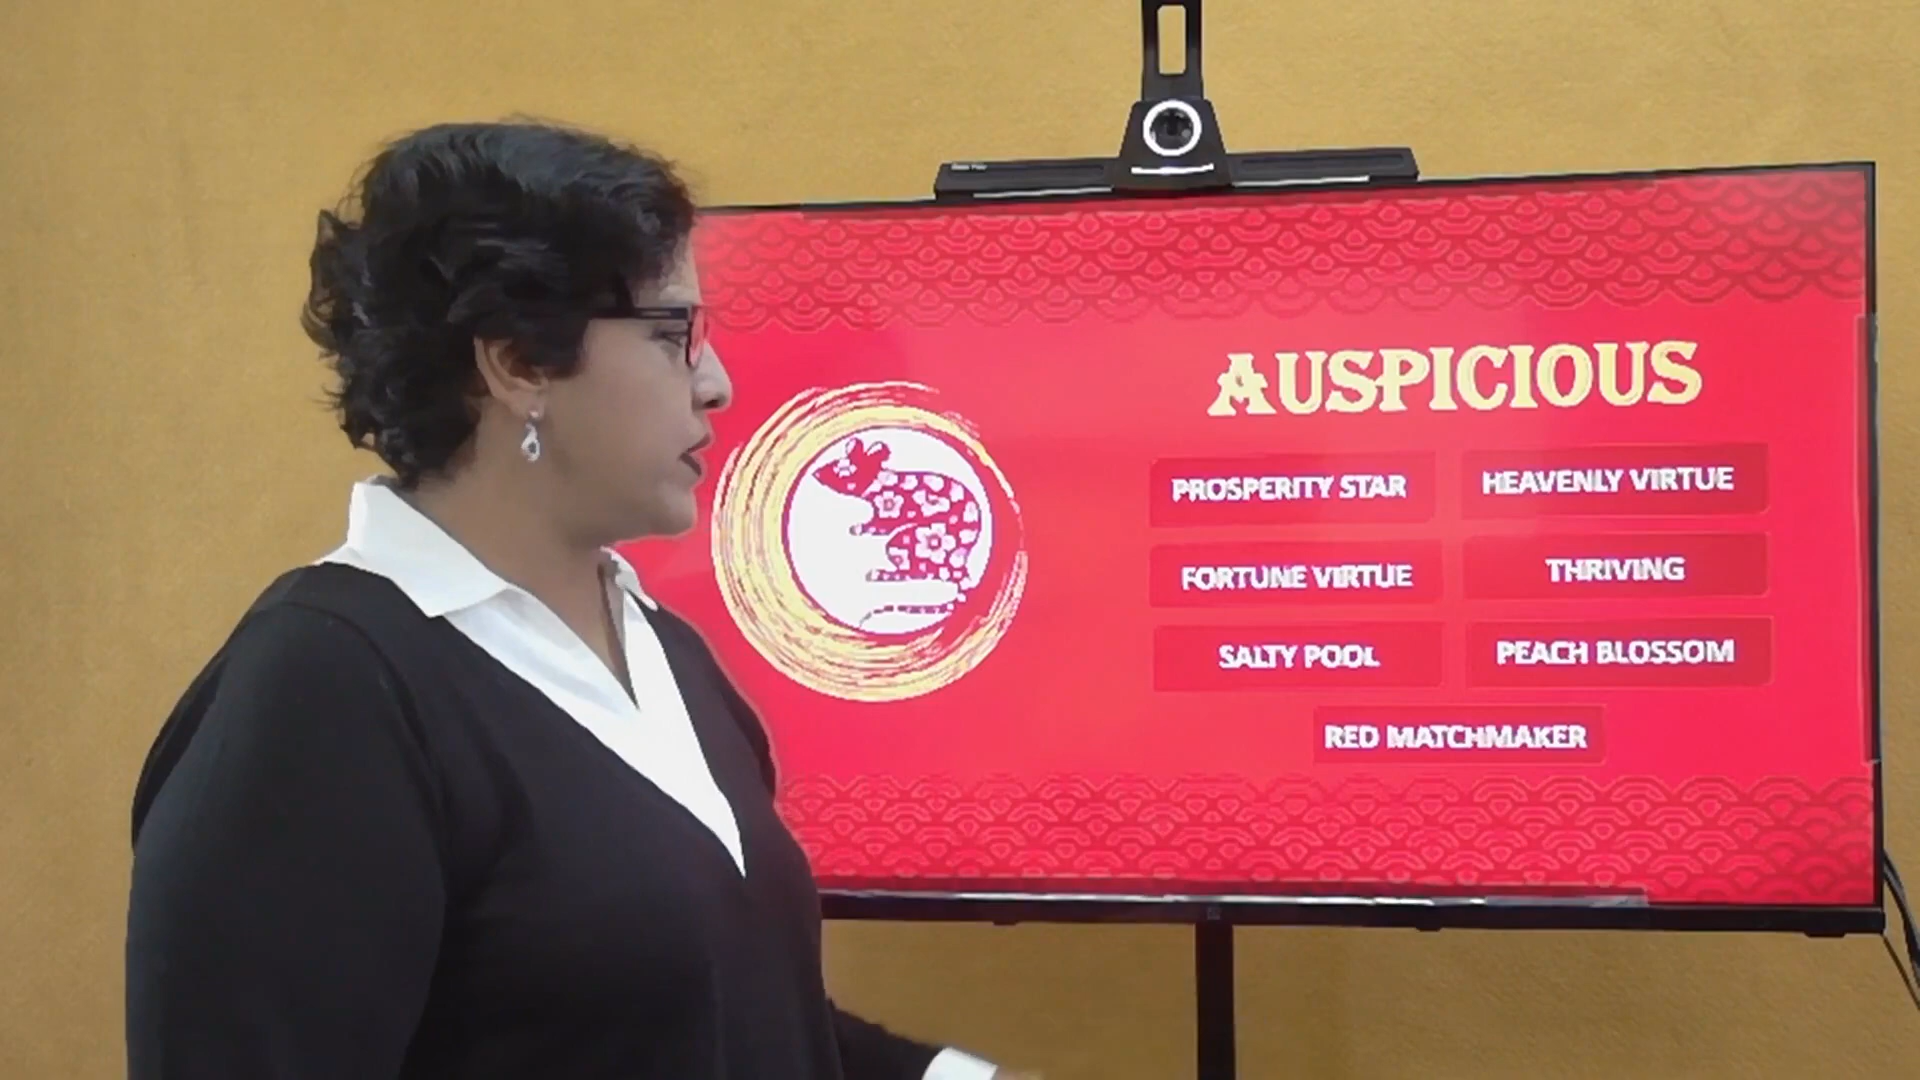 AUSPICIOUS
PROSPERITY STAR
HEAVENLY VIRTUE
FORTUNE VIRTUE
THRIVING
SALTY POOL
PEACH BLOSSOM
RED MATCHMAKER